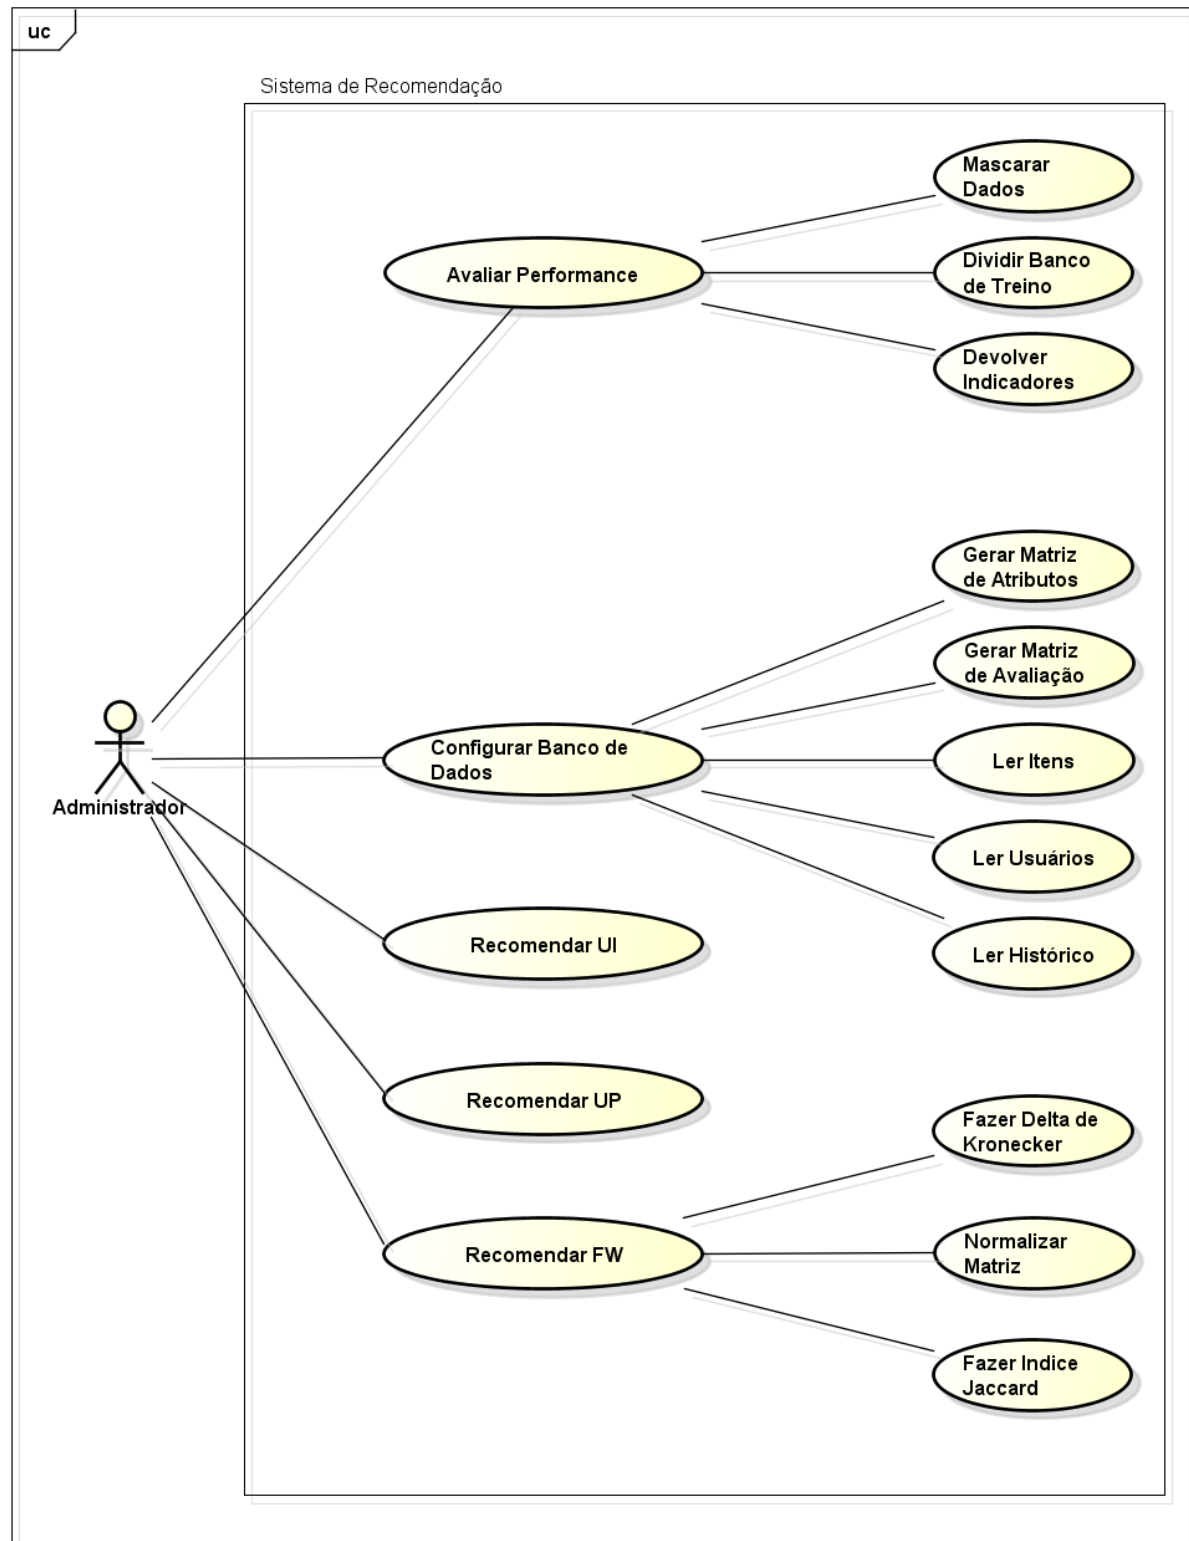 uc
Sistema de Recomendação
Mascarar
Dados
Avaliar Performance
Dividir Banco
de Treino
Devolver
Indicadores
Gerar Matriz
de Atributos
Gerar Matriz
de Avaliação
Configurar Banco de
Dados
Ler Itens
Administrador
Ler Usuários
Recomendar UI
Ler Histórico
Recomendar UP
Fazer Delta de
Kronecker
Recomendar FW
Normalizar
Matriz
Fazer Indice
Jaccard